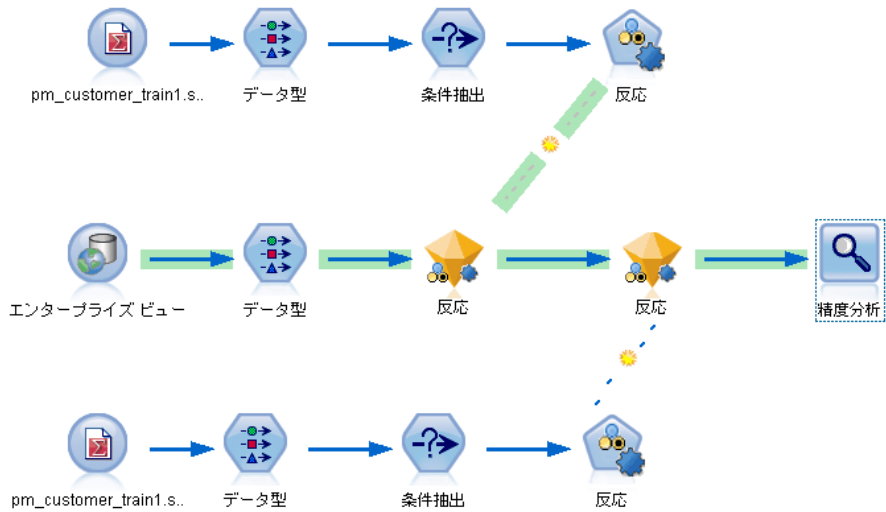 pm_customer_train1.s..
データ型
条件抽出
反応
エンタープライズ ビュー
データ型
反応
反応
精度分析
pm_customer_train1.s..
データ型
条件抽出
反応